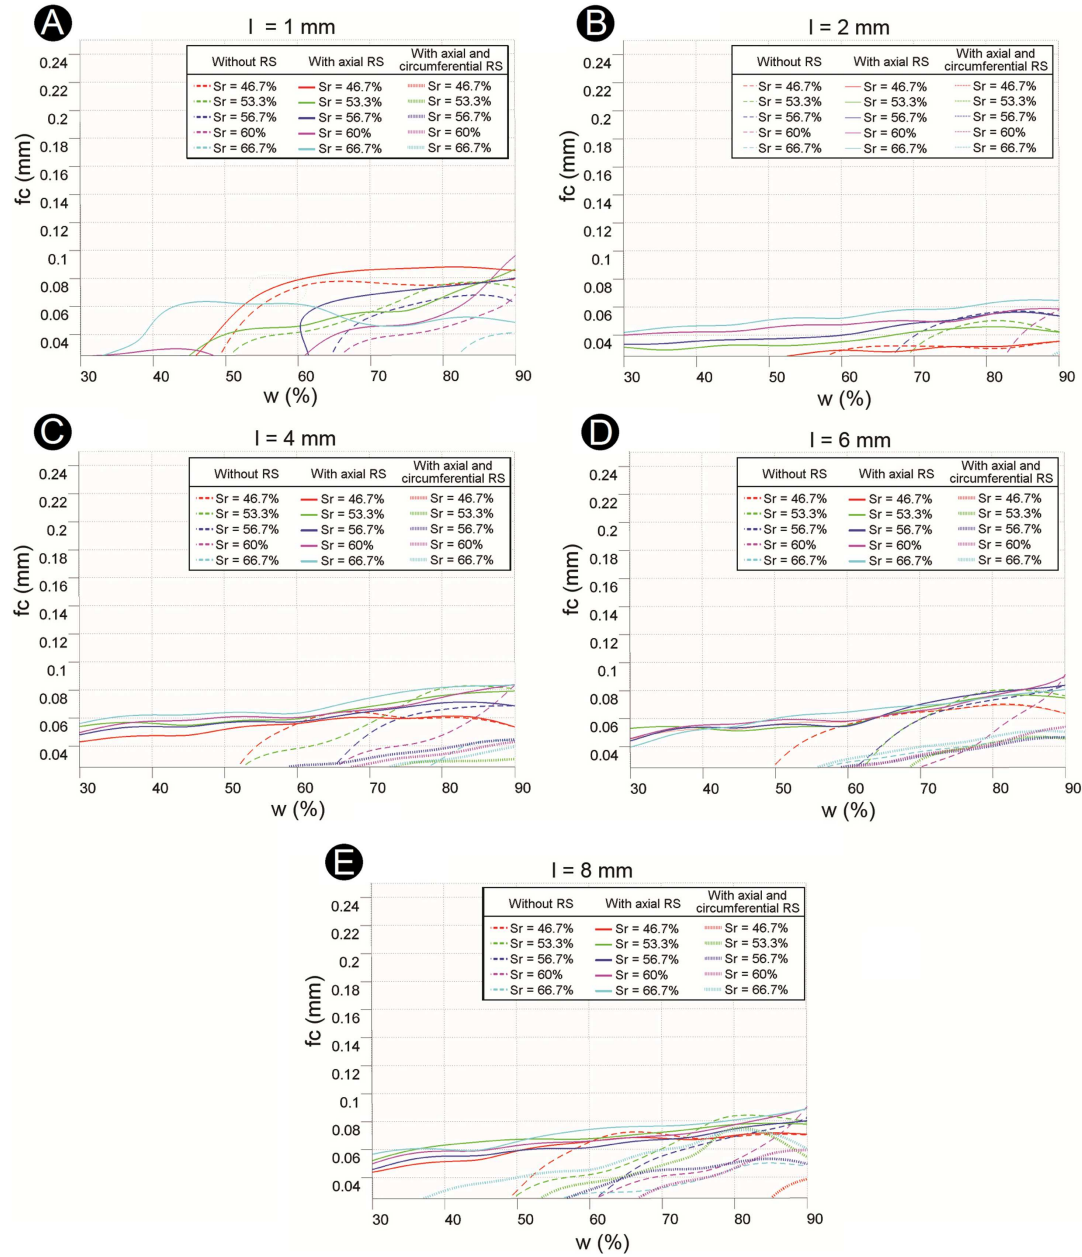 A
l = 1 mm
Without RS With axial RS With axial and
circumferential RS
Sr = 46.7% Sr = 46.7% Sr = 46.7%
Sr = 53.3% Sr = 53.3% Sr = 53.3%
Sr = 56.7% Sr = 56.7% Sr = 56.7%
Sr = 60% Sr = 60% Sr = 60%
Sr = 66.7% Sr = 66.7% Sr = 66.7%
fc (mm)
0.24
0.22
0.2
0.18
0.16
0.14
0.12
0.1
0.08
0.06
0.04
30 40 50 60 70 80 90
w (%)
B
l = 2 mm
Without RS With axial RS With axial and
circumferential RS
Sr = 46.7% Sr = 46.7% Sr = 46.7%
Sr = 53.3% Sr = 53.3% Sr = 53.3%
Sr = 56.7% Sr = 56.7% Sr = 56.7%
Sr = 60% Sr = 60% Sr = 60%
Sr = 66.7% Sr = 66.7% Sr = 66.7%
fc (mm)
0.24
0.22
0.2
0.18
0.16
0.14
0.12
0.1
0.08
0.06
0.04
30 40 50 60 70 80 90
w (%)
C
l = 4 mm
Without RS With axial RS With axial and
circumferential RS
Sr = 46.7% Sr = 46.7% Sr = 46.7%
Sr = 53.3% Sr = 53.3% Sr = 53.3%
Sr = 56.7% Sr = 56.7% Sr = 56.7%
Sr = 60% Sr = 60% Sr = 60%
Sr = 66.7% Sr = 66.7% Sr = 66.7%
fc (mm)
0.24
0.22
0.2
0.18
0.16
0.14
0.12
0.1
0.08
0.06
0.04
30 40 50 60 70 80 90
w (%)
D
l = 6 mm
Without RS With axial RS With axial and
circumferential RS
Sr = 46.7% Sr = 46.7% Sr = 46.7%
Sr = 53.3% Sr = 53.3% Sr = 53.3%
Sr = 56.7% Sr = 56.7% Sr = 56.7%
Sr = 60% Sr = 60% Sr = 60%
Sr = 66.7% Sr = 66.7% Sr = 66.7%
fc (mm)
0.24
0.22
0.2
0.18
0.16
0.14
0.12
0.1
0.08
0.06
0.04
30 40 50 60 70 80 90
w (%)
E
l = 8 mm
Without RS With axial RS With axial and
circumferential RS
Sr = 46.7% Sr = 46.7% Sr = 46.7%
Sr = 53.3% Sr = 53.3% Sr = 53.3%
Sr = 56.7% Sr = 56.7% Sr = 56.7%
Sr = 60% Sr = 60% Sr = 60%
Sr = 66.7% Sr = 66.7% Sr = 66.7%
fc (mm)
0.24
0.22
0.2
0.18
0.16
0.14
0.12
0.1
0.08
0.06
0.04
30 40 50 60 70 80 90
w (%)